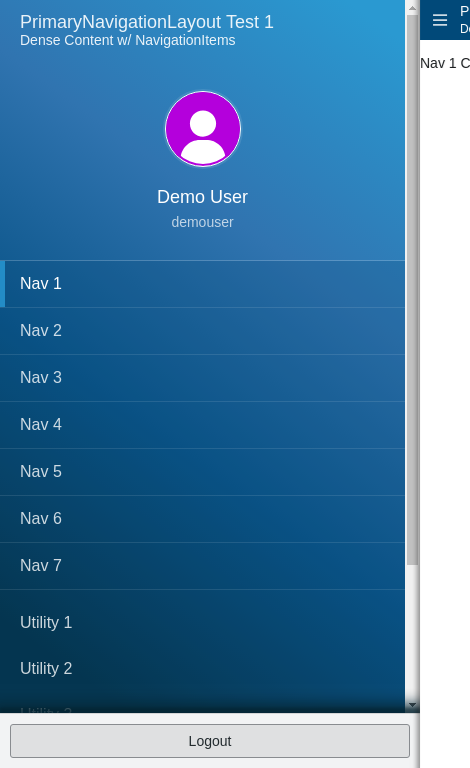 PrimaryNavigationLayout Test 1
Dense Content w/ NavigationItems
Demo User
demouser
Nav 1
Nav 2
Nav 3
Nav 4
Nav 5
Nav 6
Nav 7
Utility 1
Utility 2
Logout
Nav 1